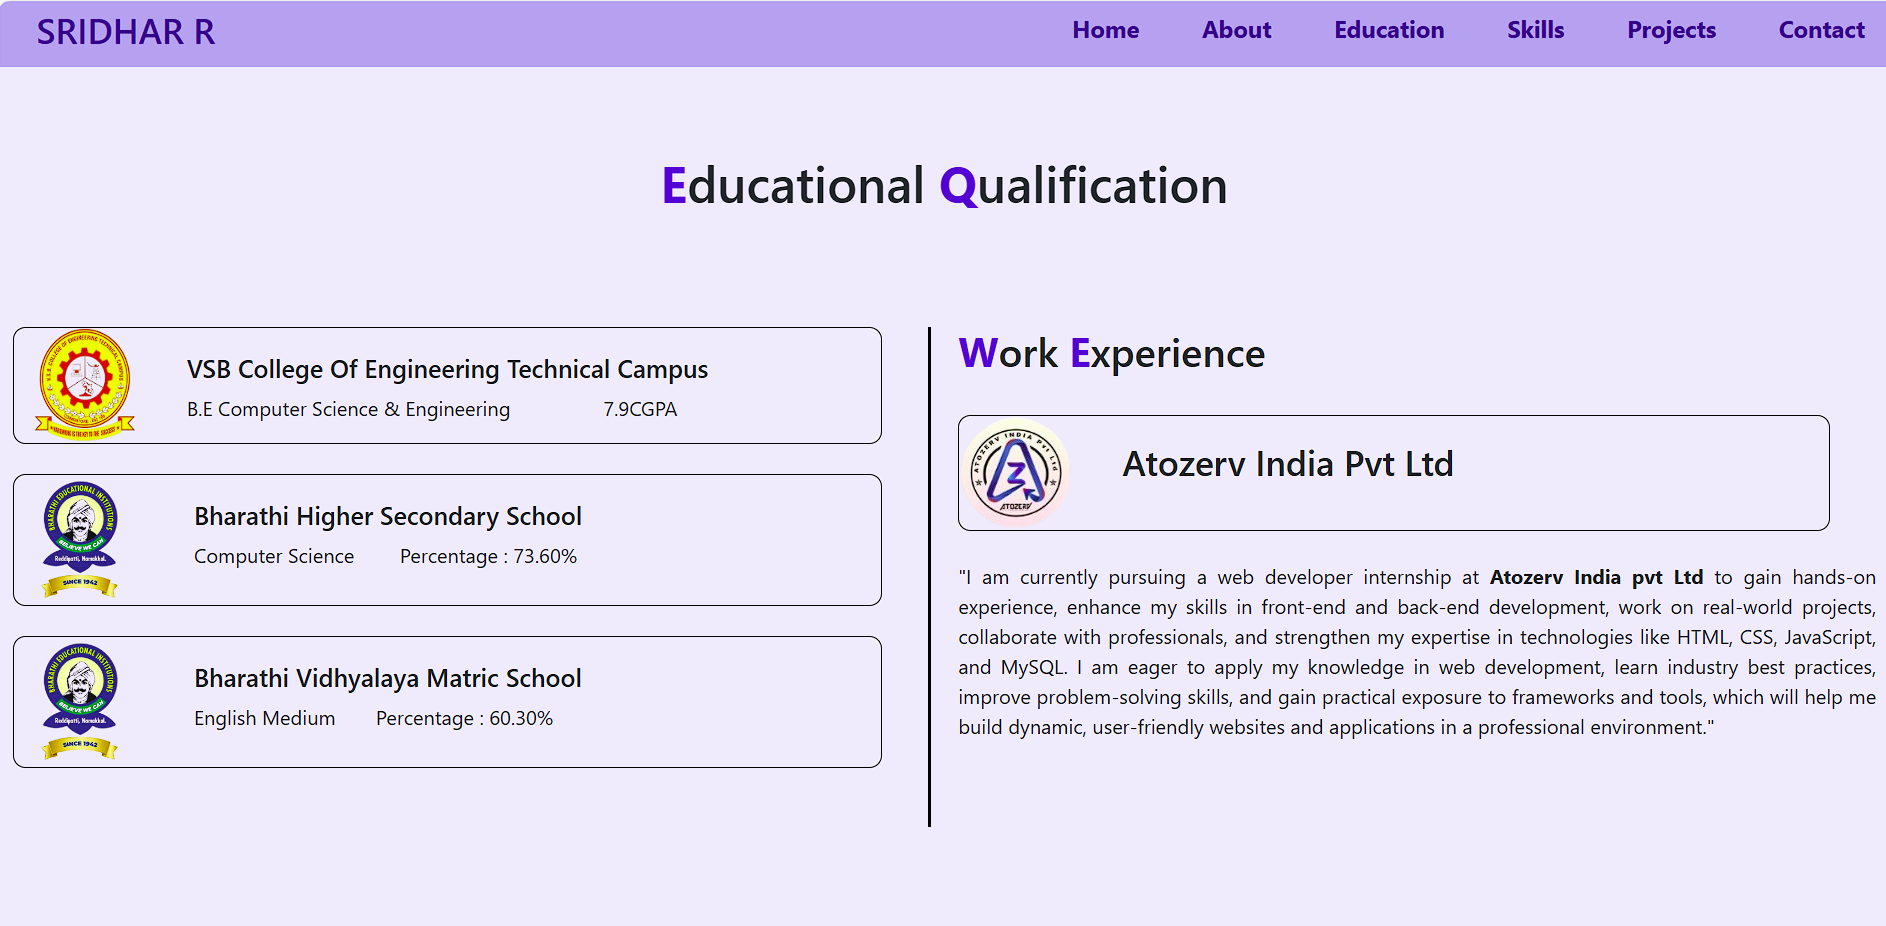 SRIDHAR R
Home About Education Skills Projects Contact
Educational Qualification
VSB College Of Engineering Technical Campus
B.E Computer Science & Engineering 7.9CGPA
BHARATHI EDUCATIONAL INSTITUTIONS
BELIEVE WE CAN
Reddipatti, Namakkal.
SINCE 1942
Bharathi Higher Secondary School
Computer Science Percentage : 73.60%
BHARATHI EDUCATIONAL INSTITUTIONS
BELIEVE WE CAN
Reddipatti, Namakkal.
SINCE 1942
Bharathi Vidhyalaya Matric School
English Medium Percentage : 60.30%
Work Experience
ATOZERV INDIA Pvt Ltd
ATOZERV
Atozerv India Pvt Ltd
"I am currently pursuing a web developer internship at Atozerv India pvt Ltd to gain hands-on
experience, enhance my skills in front-end and back-end development, work on real-world projects,
collaborate with professionals, and strengthen my expertise in technologies like HTML, CSS, JavaScript,
and MySQL. I am eager to apply my knowledge in web development, learn industry best practices,
improve problem-solving skills, and gain practical exposure to frameworks and tools, which will help me
build dynamic, user-friendly websites and applications in a professional environment."